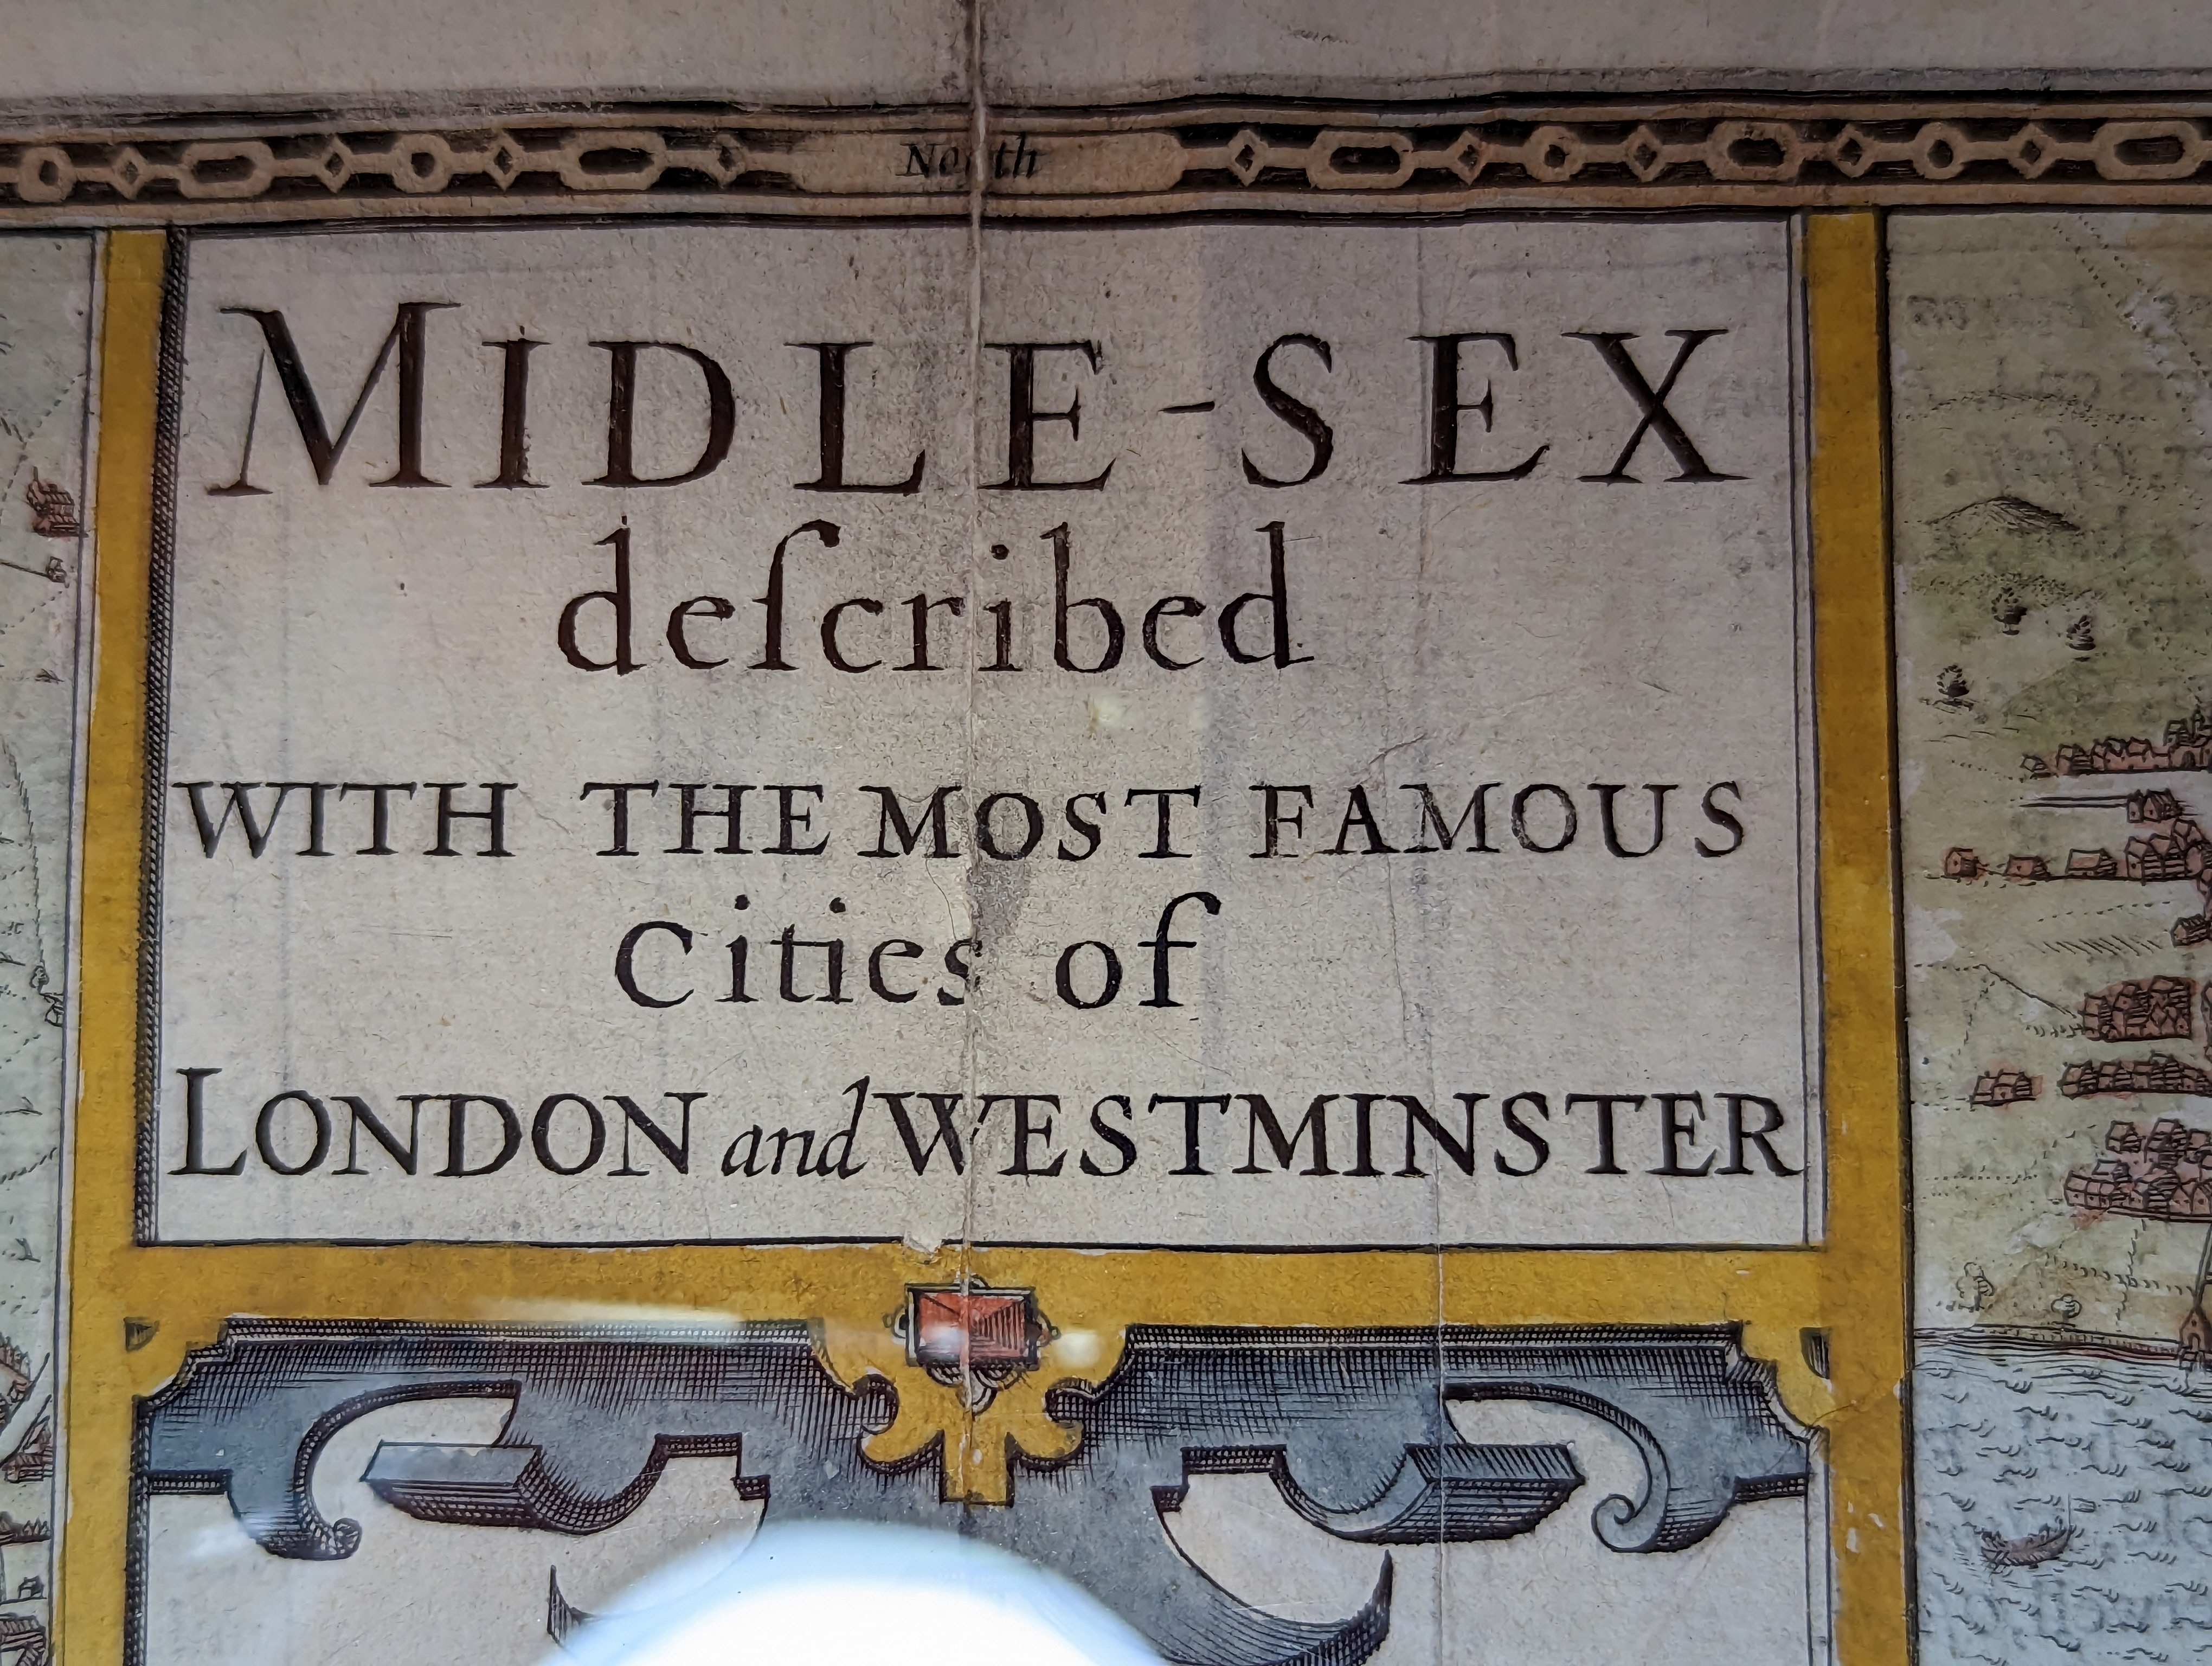 North
MIDLE-SEX
deſcribed
WITH THE MOST FAMOUS
Cities of
LONDON and WESTMINSTER